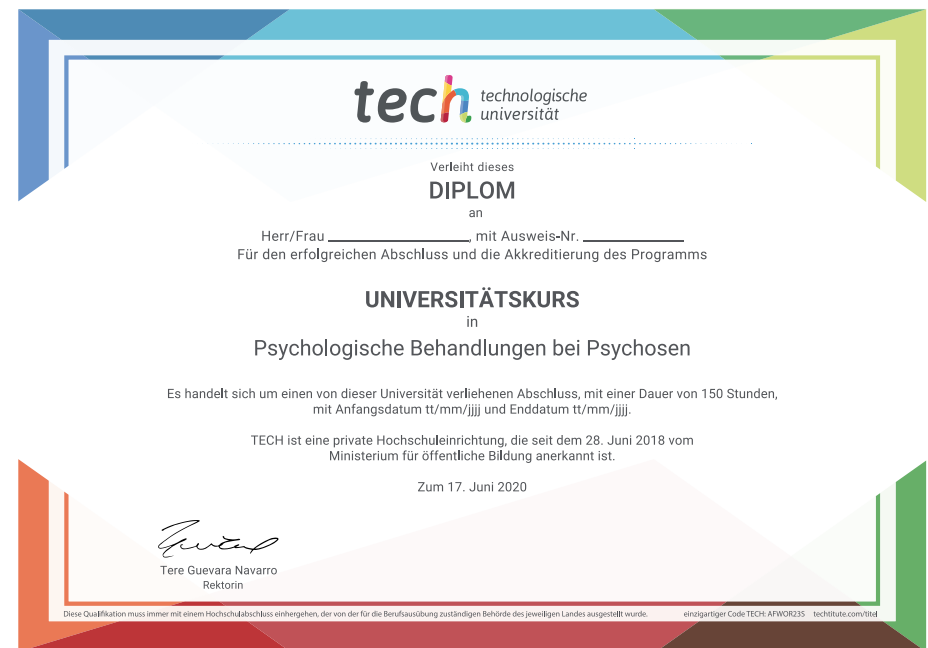 tech technologische
universität
Verleiht dieses
DIPLOM
an
Herr/Frau ____________, mit Ausweis-Nr. ____________
Für den erfolgreichen Abschluss und die Akkreditierung des Programms
UNIVERSITÄTSKURS
in
Psychologische Behandlungen bei Psychosen
Es handelt sich um einen von dieser Universität verliehenen Abschluss, mit einer Dauer von 150 Stunden,
mit Anfangsdatum tt/mm/jjjj und Enddatum tt/mm/jjjj.
TECH ist eine private Hochschuleinrichtung, die seit dem 28. Juni 2018 vom
Ministerium für öffentliche Bildung anerkannt ist.
Zum 17. Juni 2020
Tere Guevara Navarro
Rektorin
Diese Qualifikation muss immer mit einem Hochschulabschluss einhergehen, der von der für die Berufsausübung zuständigen Behörde des jeweiligen Landes ausgestellt wurde. einzigartiger Code TECH: AFWOR23S techtitute.com/titel